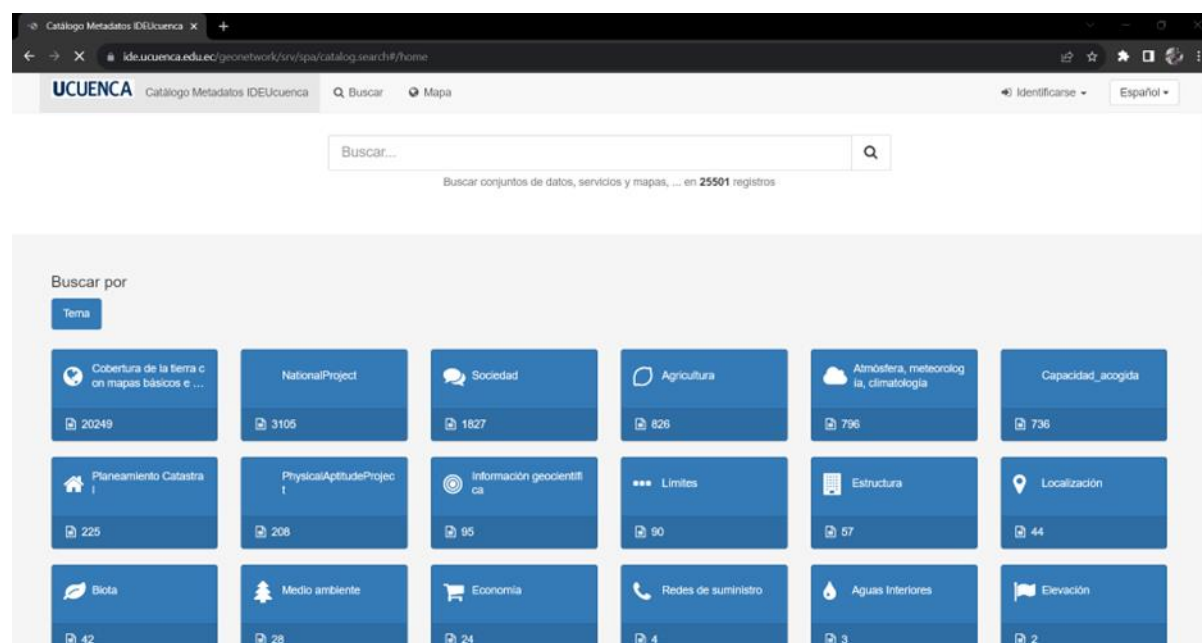 Catálogo Metadatos IDEUcuenca
ide.ucuenca.edu.ec/geonetwork/srv/spa/catalog.search#/home
UCUENCA Catálogo Metadatos IDEUcuenca Buscar Mapa Identificarse Español
Buscar...
Buscar conjuntos de datos, servicios y mapas, ... en 25501 registros
Buscar por
Tema
Cobertura de la tierra c
on mapas básicos e ...
20249
NationalProject
3105
Sociedad
1827
Agricultura
826
Atmósfera, meteorolog
ía, climatología
796
Capacidad_acogida
736
Planeamiento Catastra
l
225
PhysicalAptitudeProjec
t
208
Información geocientífi
ca
95
Límites
90
Estructura
57
Localización
44
Biota
42
Medio ambiente
28
Economía
24
Redes de suministro
4
Aguas Interiores
3
Elevación
2